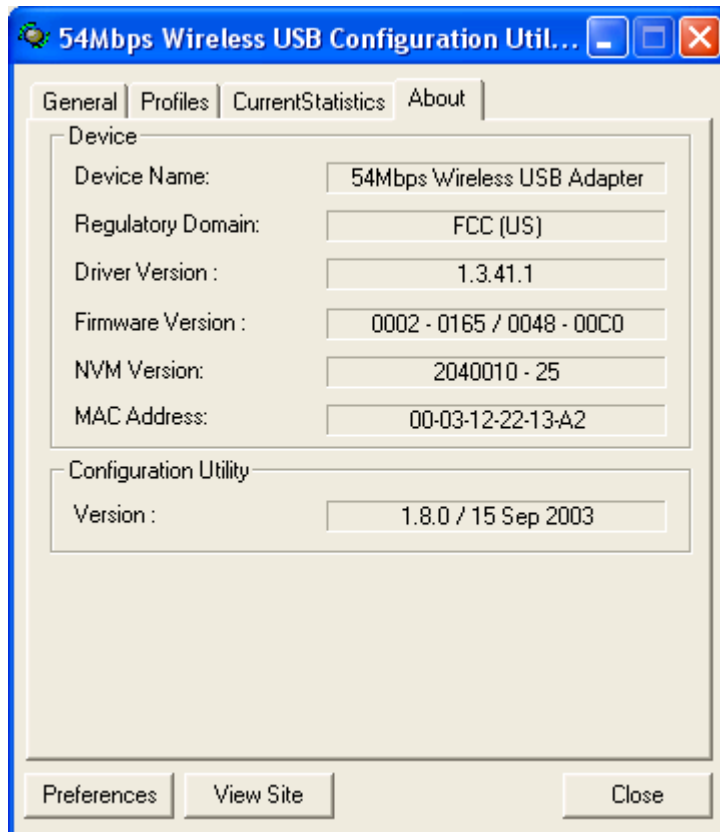 54Mbps Wireless USB Configuration Util...
General Profiles CurrentStatistics About
Device
Device Name: 54Mbps Wireless USB Adapter
Regulatory Domain: FCC (US)
Driver Version : 1.3.41.1
Firmware Version : 0002 - 0165 / 0048 - 00C0
NVM Version: 2040010 - 25
MAC Address: 00-03-12-22-13-A2
Configuration Utility
Version : 1.8.0 / 15 Sep 2003
Preferences View Site Close